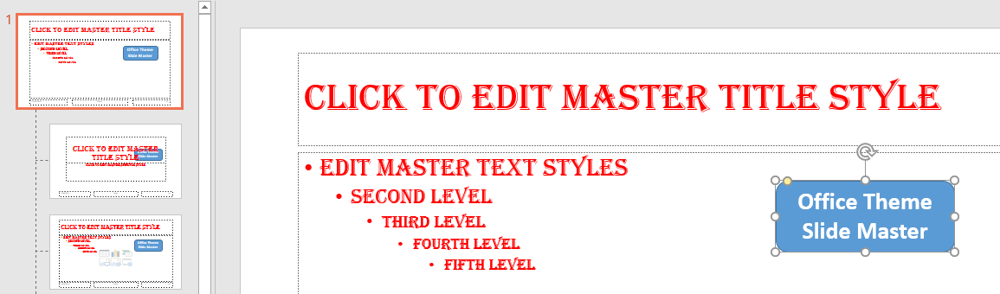 1
CLICK TO EDIT MASTER TITLE STYLE
EDIT MASTER TEXT STYLES
SECOND LEVEL
THIRD LEVEL
FOURTH LEVEL
FIFTH LEVEL
Office Theme
Slide Master
CLICK TO EDIT MASTER
TITLE STYLE
Slide Master
CLICK TO EDIT MASTER TITLE STYLE
EDIT MASTER TEXT STYLES
SECOND LEVEL
Office Theme
Slide Master
CLICK TO EDIT MASTER TITLE STYLE
• EDIT MASTER TEXT STYLES
• SECOND LEVEL
• THIRD LEVEL
• FOURTH LEVEL
• FIFTH LEVEL
Office Theme
Slide Master